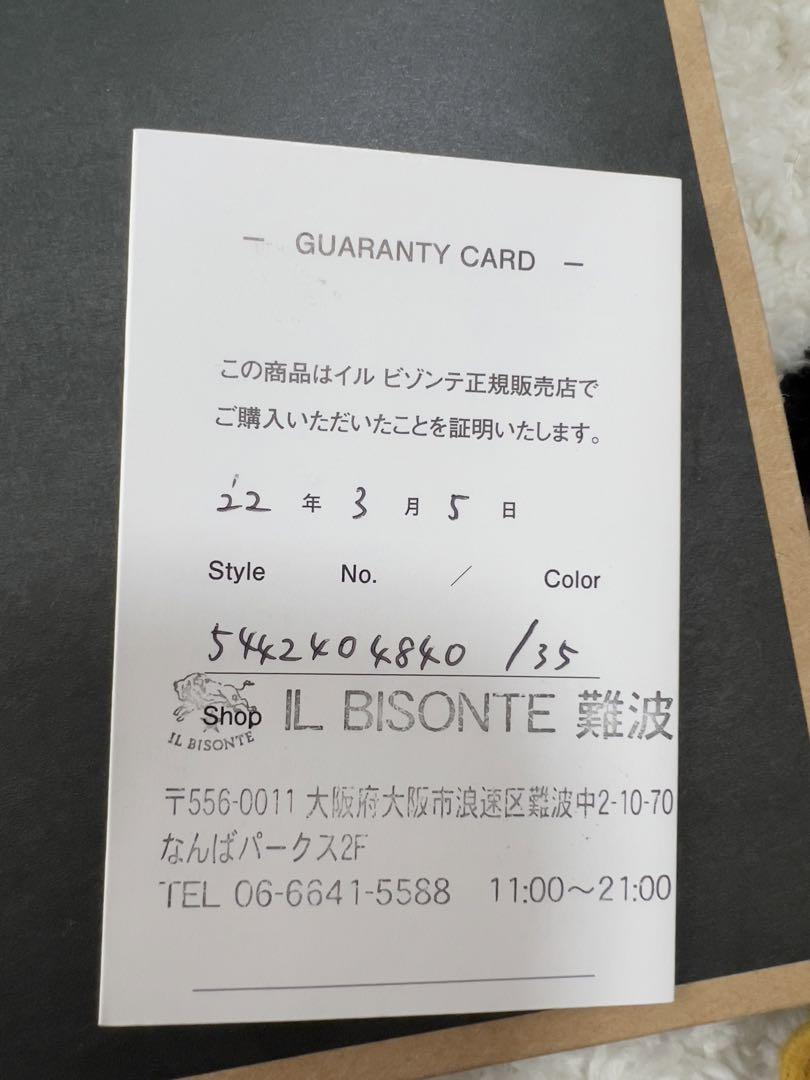 — GUARANTY CARD —
この商品はイル ビゾンテ正規販売店で
ご購入いただいたことを証明いたします。
'22 年 3 月 5 日
Style No. / Color
5442404840 /35
Shop IL BISONTE 難波
IL BISONTE
〒556-0011 大阪府大阪市浪速区難波中2-10-70
なんばパークス2F
TEL 06-6641-5588 11:00～21:00